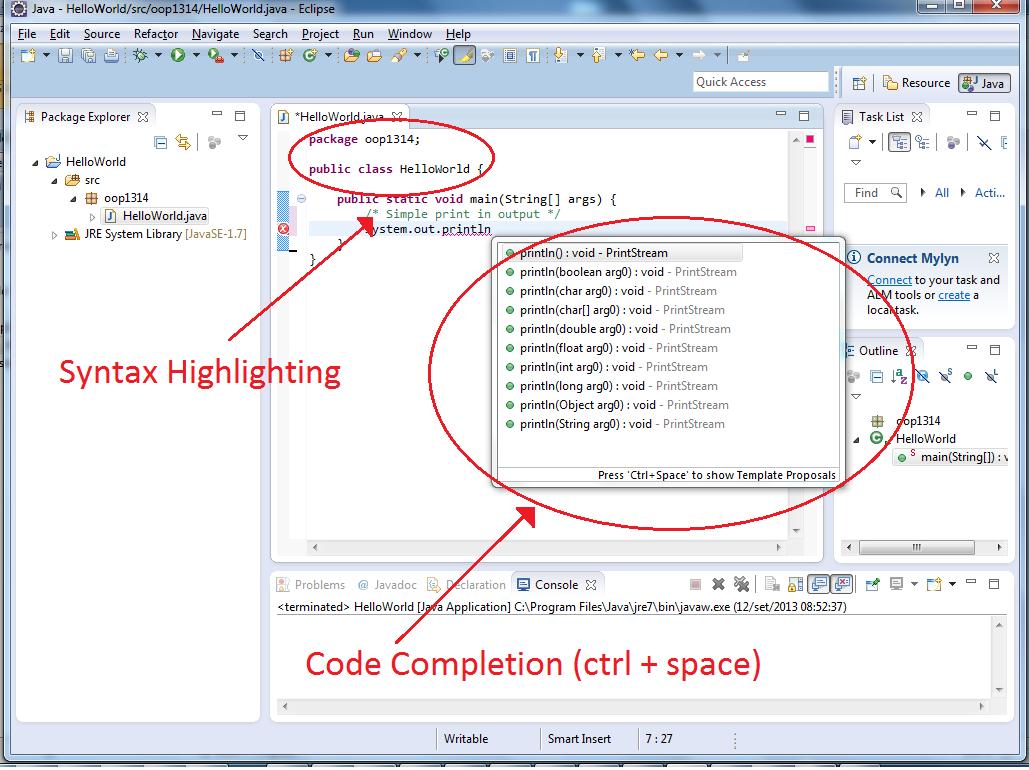 Java - HelloWorld/src/oop1314/HelloWorld.java - Eclipse
File Edit Source Refactor Navigate Search Project Run Window Help
Quick Access
Resource
Java
Package Explorer
HelloWorld
src
oop1314
HelloWorld.java
JRE System Library [JavaSE-1.7]
*HelloWorld.java
package oop1314;
public class HelloWorld {
public static void main(String[] args) {
/* Simple print in output */
System.out.println
}
}
println() : void - PrintStream
println(boolean arg0) : void - PrintStream
println(char arg0) : void - PrintStream
println(char[] arg0) : void - PrintStream
println(double arg0) : void - PrintStream
println(float arg0) : void - PrintStream
println(int arg0) : void - PrintStream
println(long arg0) : void - PrintStream
println(Object arg0) : void - PrintStream
println(String arg0) : void - PrintStream
Press 'Ctrl+Space' to show Template Proposals
Syntax Highlighting
Code Completion (ctrl + space)
Task List
Find
All
Acti...
Connect Mylyn
Connect to your task and
ALM tools or create a
local task.
Outline
oop1314
HelloWorld
main(String[]) : v
Problems @ Javadoc Declaration Console
<terminated> HelloWorld [Java Application] C:\Program Files\Java\jre7\bin\javaw.exe (12/set/2013 08:52:37)
Writable
Smart Insert
7 : 27